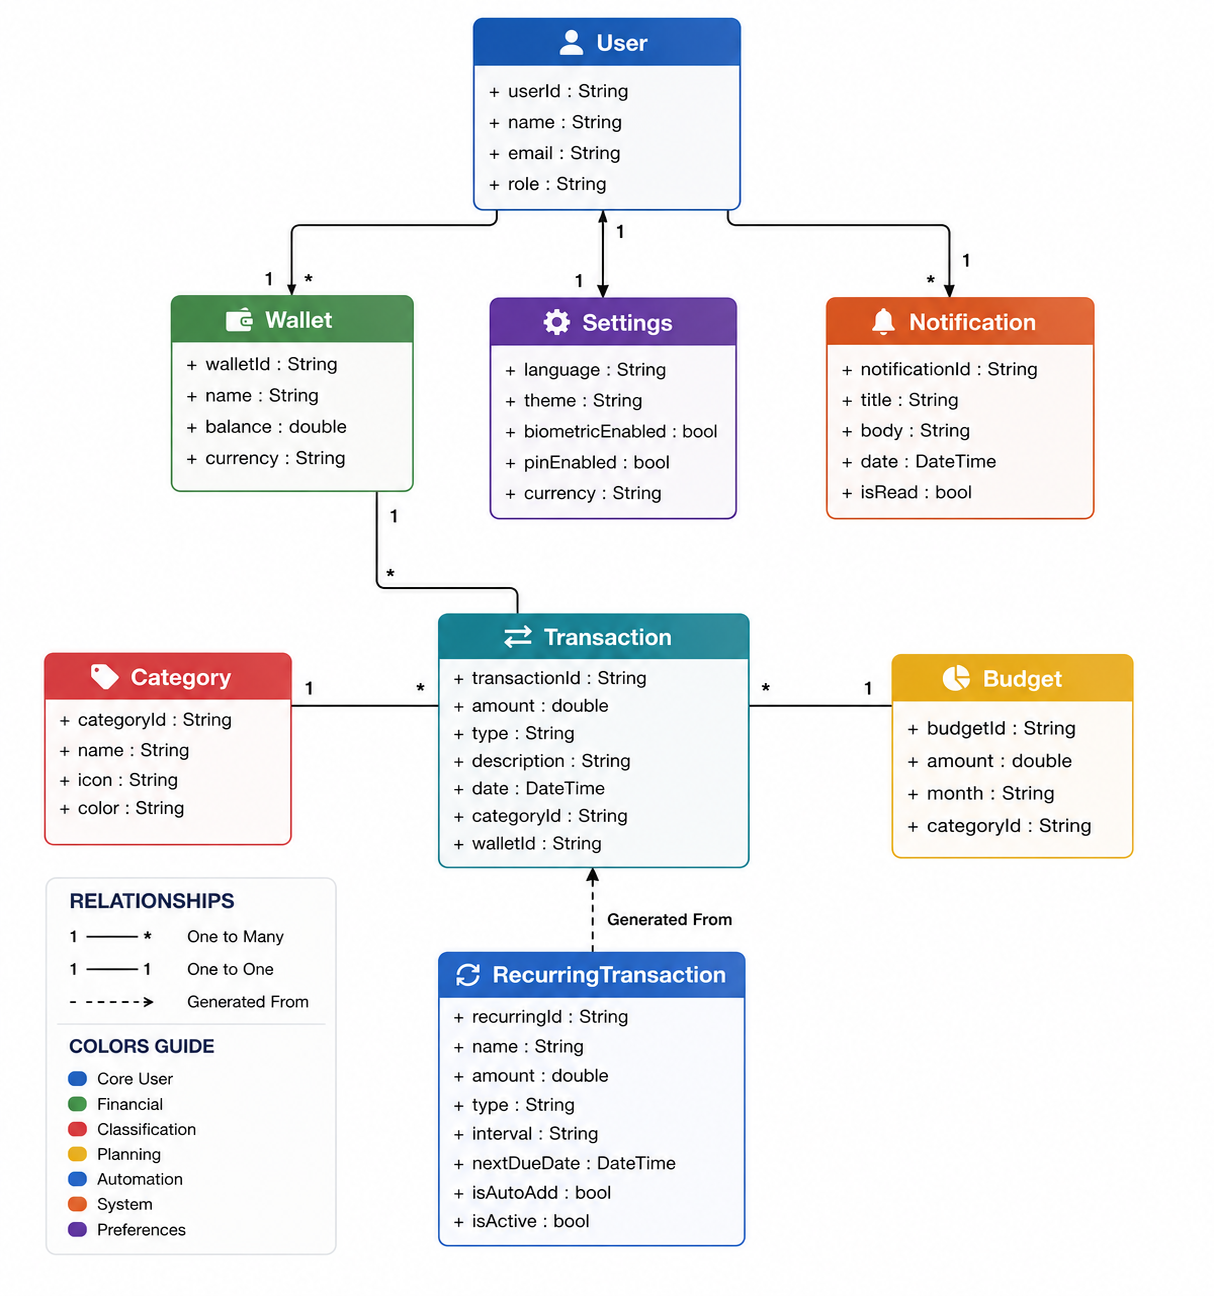 User
+ userId : String
+ name : String
+ email : String
+ role : String
1
1 *
1
1
*
Wallet
+ walletId : String
+ name : String
+ balance : double
+ currency : String
Settings
+ language : String
+ theme : String
+ biometricEnabled : bool
+ pinEnabled : bool
+ currency : String
Notification
+ notificationId : String
+ title : String
+ body : String
+ date : DateTime
+ isRead : bool
1
*
Category
+ categoryId : String
+ name : String
+ icon : String
+ color : String
1 *
Transaction
+ transactionId : String
+ amount : double
+ type : String
+ description : String
+ date : DateTime
+ categoryId : String
+ walletId : String
* 1
Budget
+ budgetId : String
+ amount : double
+ month : String
+ categoryId : String
Generated From
RecurringTransaction
+ recurringId : String
+ name : String
+ amount : double
+ type : String
+ interval : String
+ nextDueDate : DateTime
+ isAutoAdd : bool
+ isActive : bool
RELATIONSHIPS
1 * One to Many
1 1 One to One
Generated From
COLORS GUIDE
Core User
Financial
Classification
Planning
Automation
System
Preferences